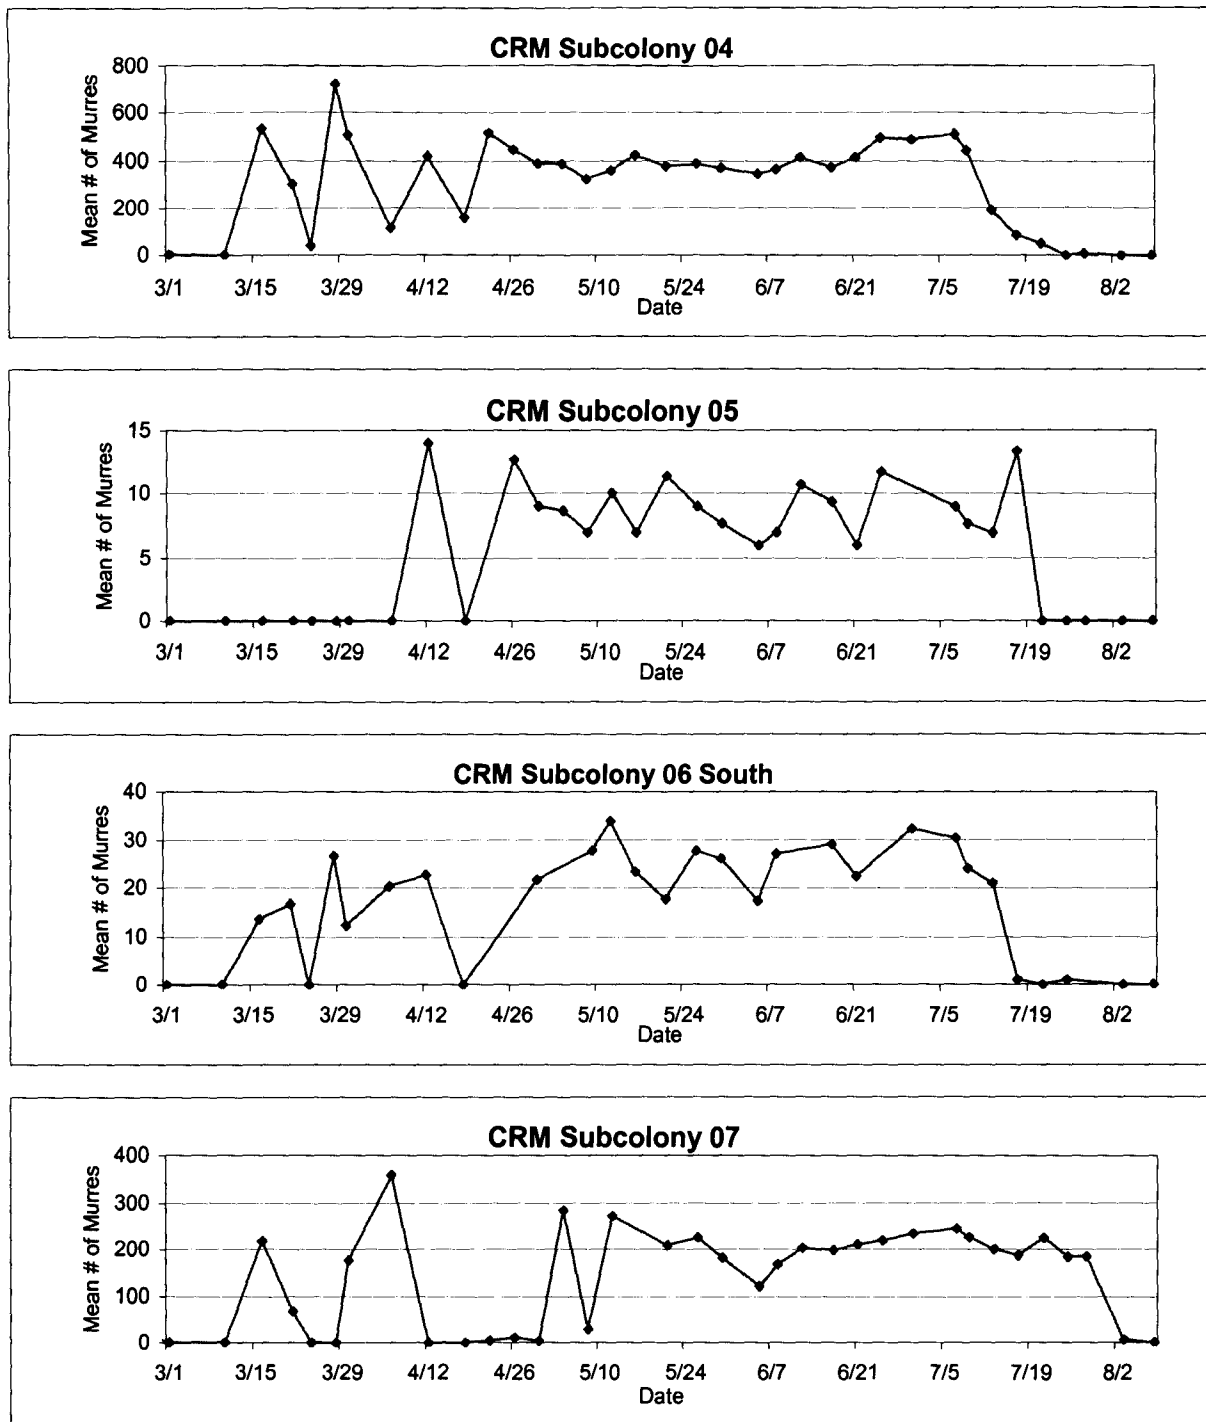 CRM Subcolony 04
Mean # of Murres
800
600
400
200
0
3/1 3/15 3/29 4/12 4/26 5/10 5/24 6/7 6/21 7/5 7/19 8/2
Date
CRM Subcolony 05
Mean # of Murres
15
10
5
0
3/1 3/15 3/29 4/12 4/26 5/10 5/24 6/7 6/21 7/5 7/19 8/2
Date
CRM Subcolony 06 South
Mean # of Murres
40
30
20
10
0
3/1 3/15 3/29 4/12 4/26 5/10 5/24 6/7 6/21 7/5 7/19 8/2
Date
CRM Subcolony 07
Mean # of Murres
400
300
200
100
0
3/1 3/15 3/29 4/12 4/26 5/10 5/24 6/7 6/21 7/5 7/19 8/2
Date